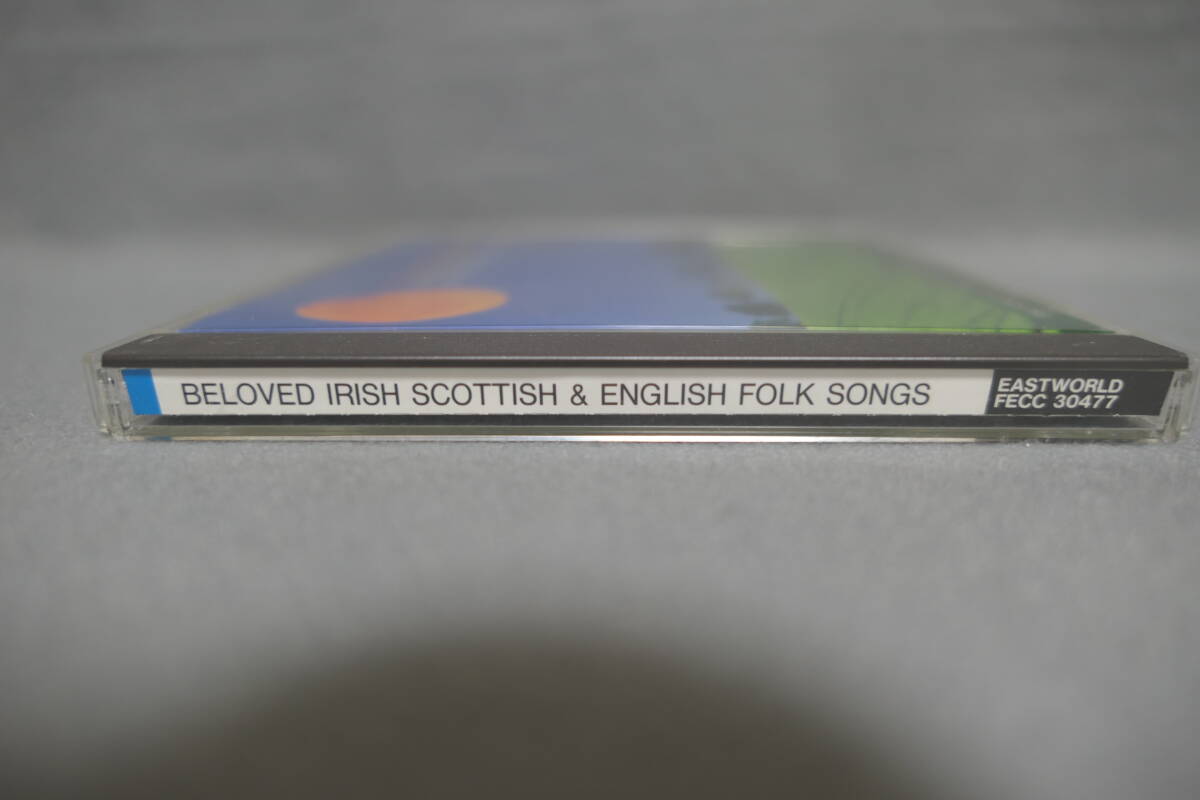 BELOVED IRISH SCOTTISH & ENGLISH FOLK SONGS
EASTWORLD
FECC 30477